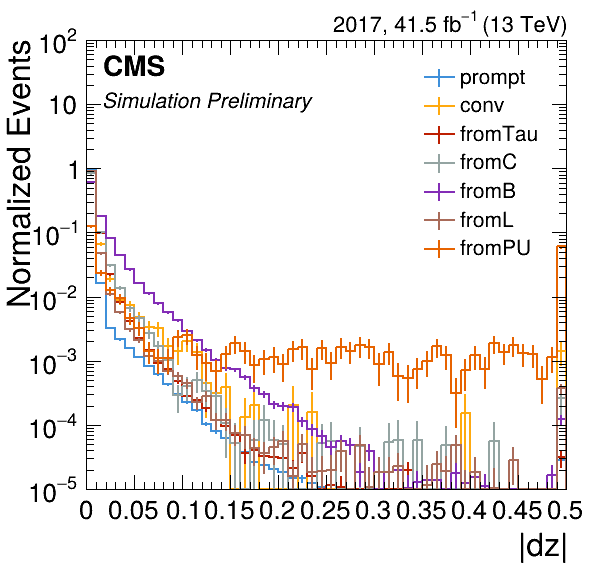 2017, 41.5 fb⁻¹ (13 TeV)
CMS
Simulation Preliminary
Normalized Events
10²
10
1
10⁻¹
10⁻²
10⁻³
10⁻⁴
10⁻⁵
prompt
conv
fromTau
fromC
fromB
fromL
fromPU
0 0.05 0.10 0.15 0.2 0.25 0.3 0.35 0.4 0.45 0.5
|dz|